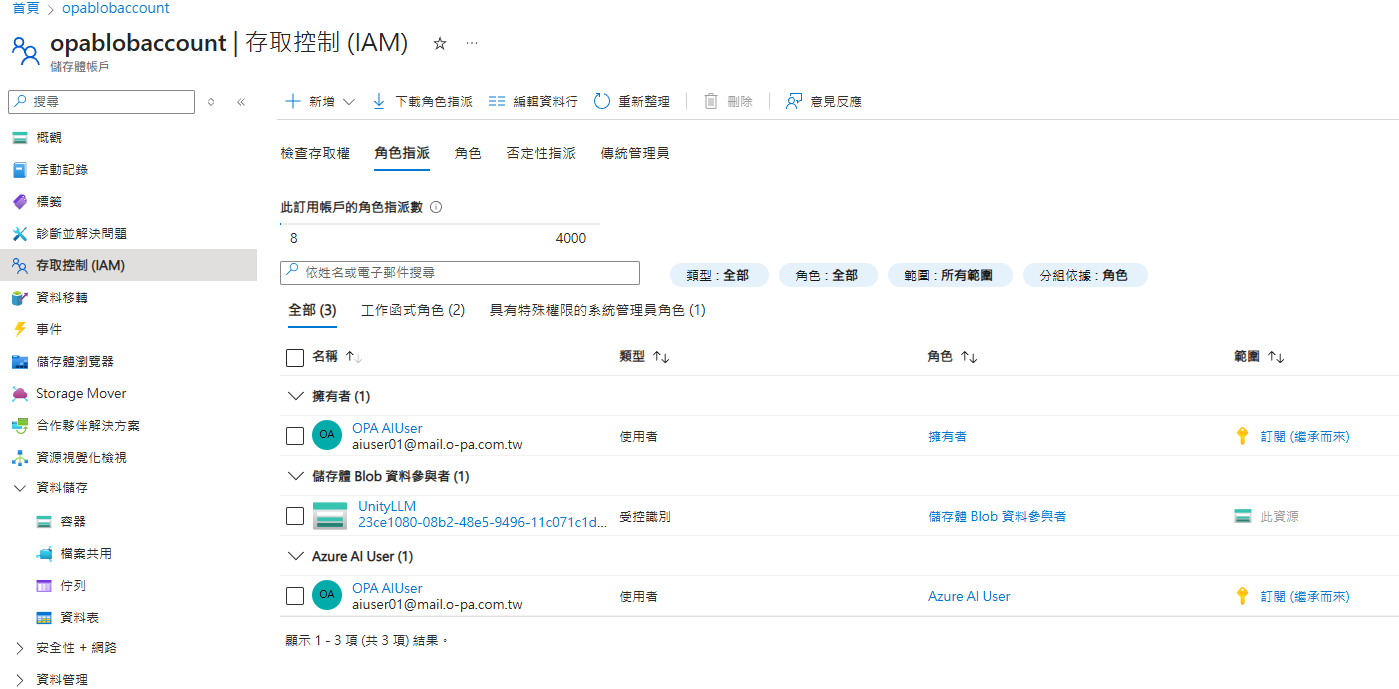 首頁 > opablobaccount
opablobaccount | 存取控制 (IAM) ☆ …
儲存體帳戶
搜尋
概觀
活動記錄
標籤
診斷並解決問題
存取控制 (IAM)
資料移轉
事件
儲存體瀏覽器
Storage Mover
合作夥伴解決方案
資源視覺化檢視
資料儲存
容器
檔案共用
佇列
資料表
安全性 + 網路
資料管理
新增 下載角色指派 編輯資料行 重新整理 刪除 意見反應
檢查存取權 角色指派 角色 否定性指派 傳統管理員
此訂用帳戶的角色指派數
8 4000
依姓名或電子郵件搜尋 類型 : 全部 角色 : 全部 範圍 : 所有範圍 分組依據 : 角色
全部 (3) 工作函式角色 (2) 具有特殊權限的系統管理員角色 (1)
名稱 ↑↓ 類型 ↑↓ 角色 ↑↓ 範圍 ↑↓
擁有者 (1)
OA OPA AIUser
aiuser01@mail.o-pa.com.tw 使用者 擁有者 訂閱 (繼承而來)
儲存體 Blob 資料參與者 (1)
UnityLLM
23ce1080-08b2-48e5-9496-11c071c1d... 受控識別 儲存體 Blob 資料參與者 此資源
Azure AI User (1)
OA OPA AIUser
aiuser01@mail.o-pa.com.tw 使用者 Azure AI User 訂閱 (繼承而來)
顯示 1 - 3 項 (共 3 項) 結果。